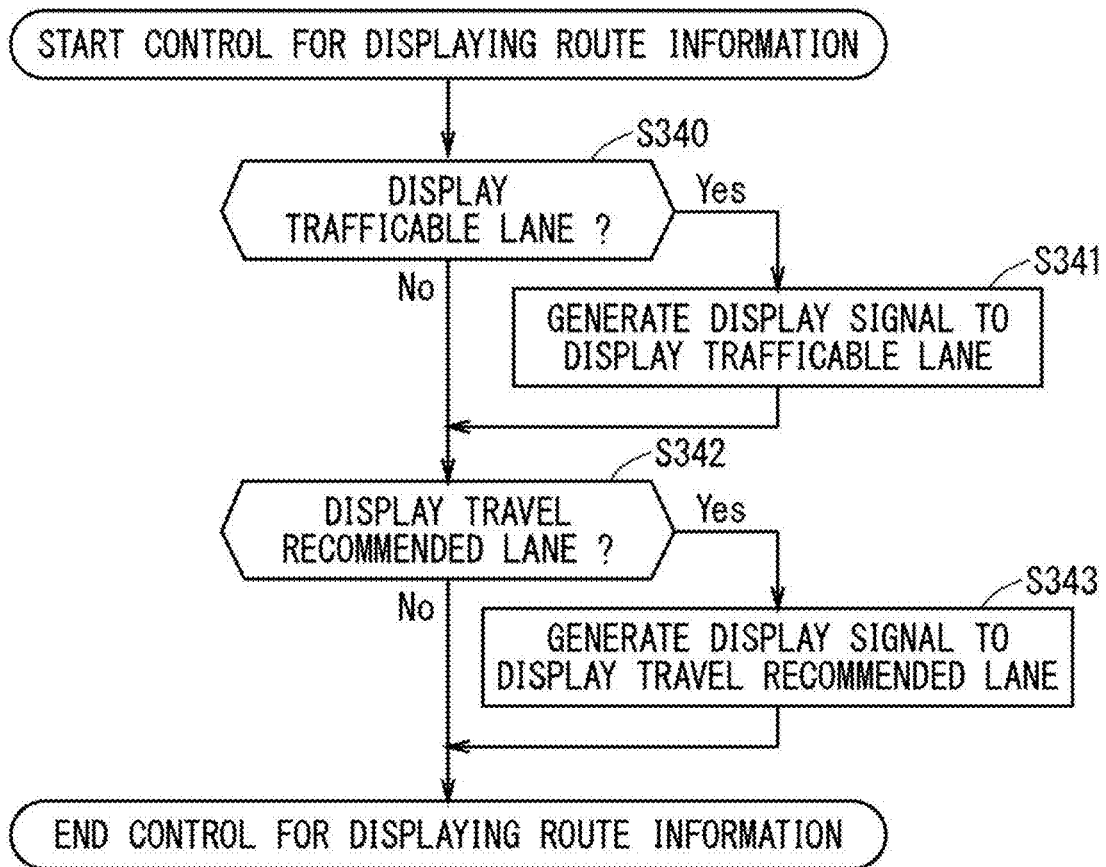 START CONTROL FOR DISPLAYING ROUTE INFORMATION
S340
DISPLAY
TRAFFICABLE LANE ?
Yes
No
S341
GENERATE DISPLAY SIGNAL TO
DISPLAY TRAFFICABLE LANE
S342
DISPLAY TRAVEL
RECOMMENDED LANE ?
Yes
No
S343
GENERATE DISPLAY SIGNAL TO
DISPLAY TRAVEL RECOMMENDED LANE
END CONTROL FOR DISPLAYING ROUTE INFORMATION